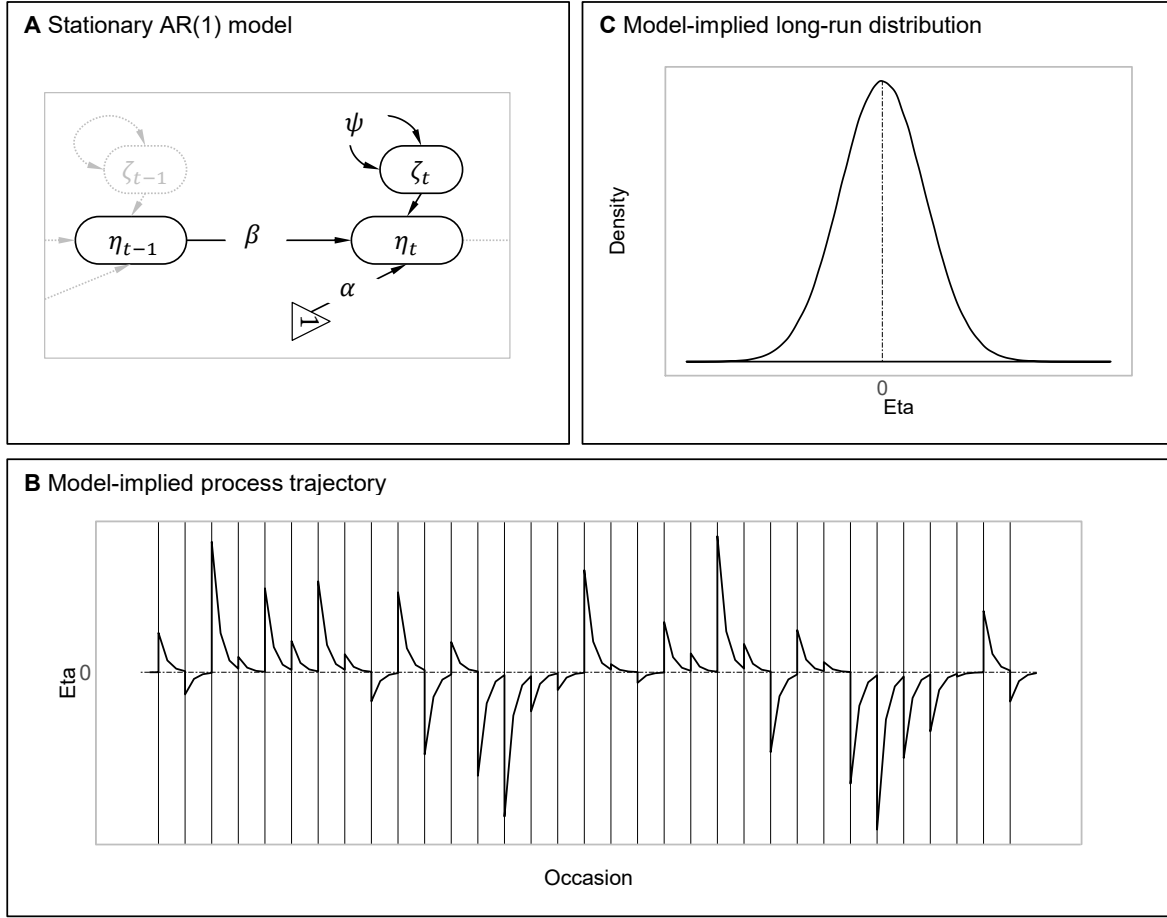 A Stationary AR(1) model
ψ
ζt−1
ζt
ηt−1
β
ηt
α
1
C Model-implied long-run distribution
Density
0
Eta
B Model-implied process trajectory
Eta
0
Occasion